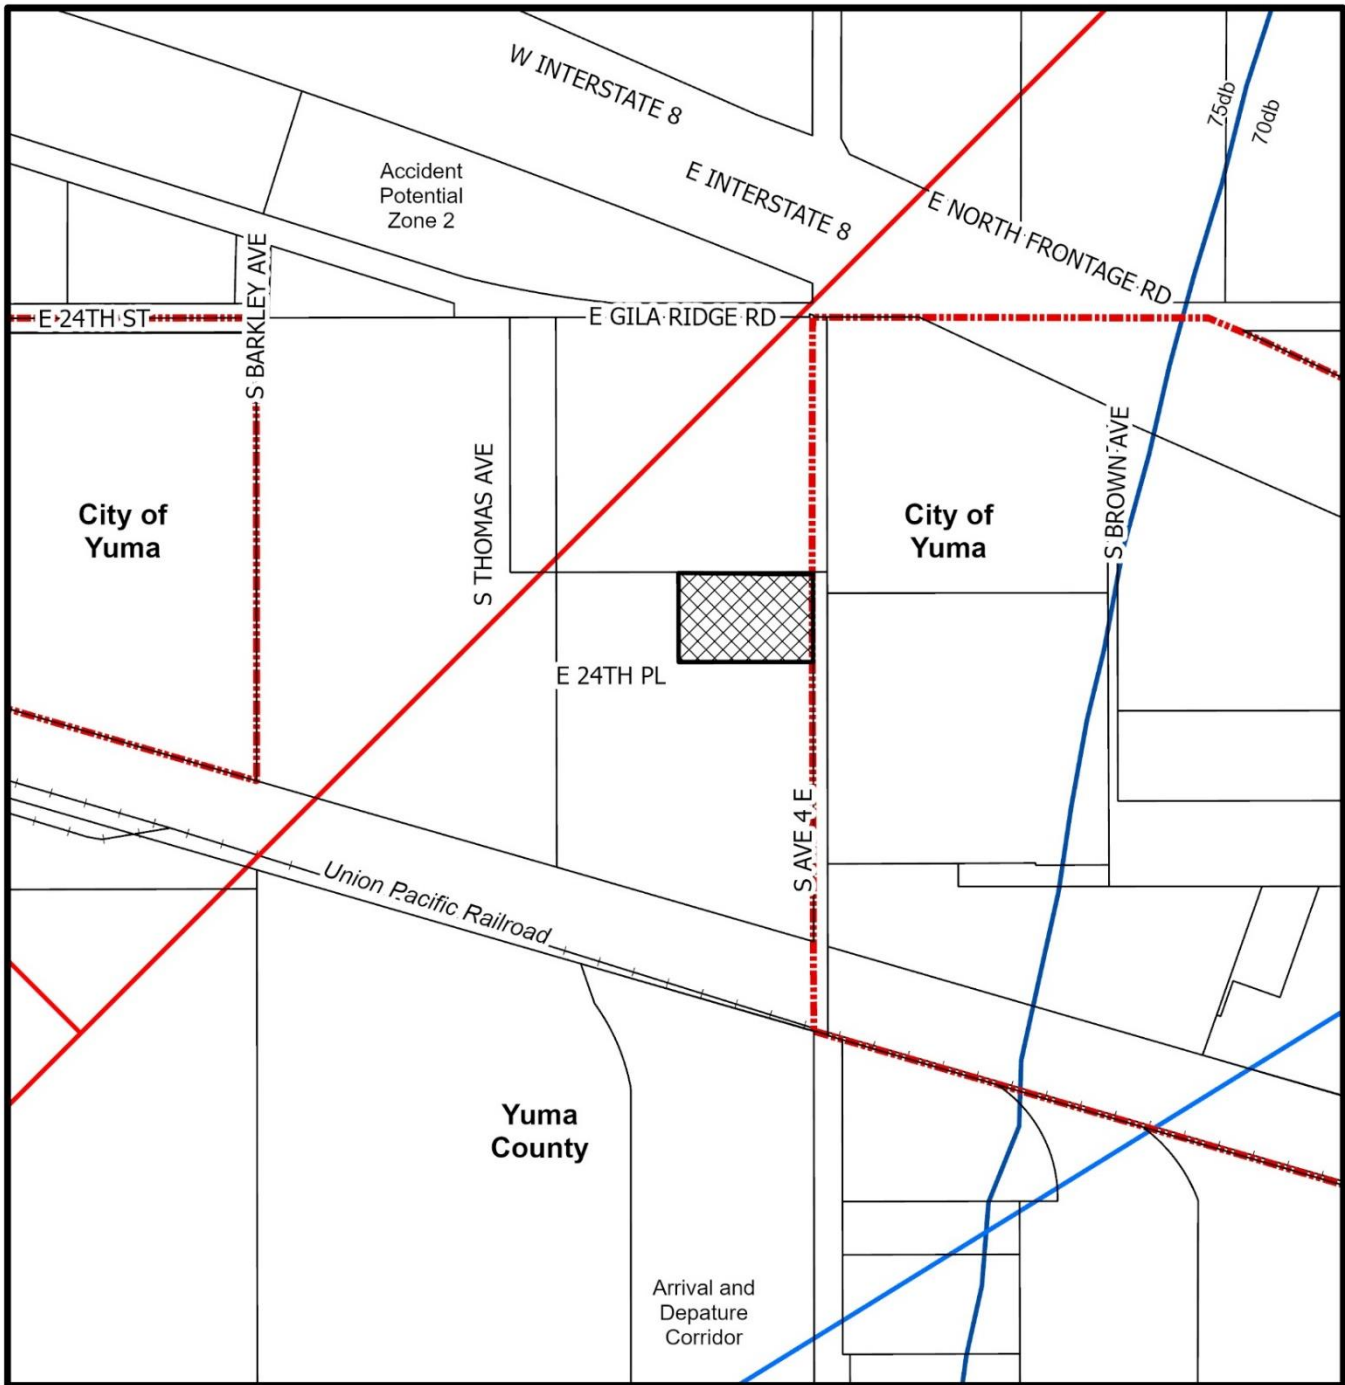 W INTERSTATE 8
75db
70db
Accident
Potential
Zone 2
E INTERSTATE 8
E NORTH FRONTAGE RD
S BARKLEY AVE
E 24TH ST
E GILA RIDGE RD
S THOMAS AVE
S BROWN AVE
City of
Yuma
City of
Yuma
E 24TH PL
S AVE 4 E
Union Pacific Railroad
Yuma
County
Arrival and
Depature
Corridor